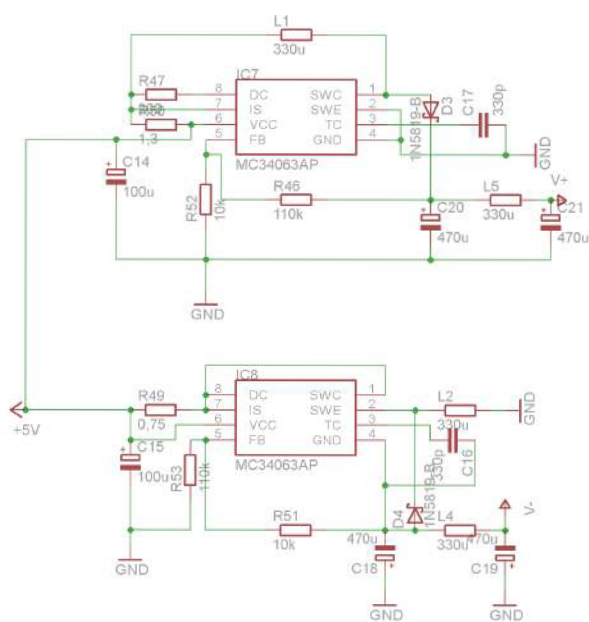 L1
330u
R47
IC7
8 DC SWC 1
7 IS SWE 2
6 VCC TC 3
5 FB GND 4
MC34063AP
1,3
C14
100u
R52
10k
R46
110k
D3
1N5819-B
C17
330p
GND
L5
330u
V+
C20
470u
C21
470u
GND
IC8
8 DC SWC 1
7 IS SWE 2
6 VCC TC 3
5 FB GND 4
MC34063AP
+5V
R49
0,75
C15
100u
R53
110k
R51
10k
L2
330u
GND
330p
C16
D4
1N5819-B
L4
330u
V-
470u
C18
470u
C19
GND
GND
GND